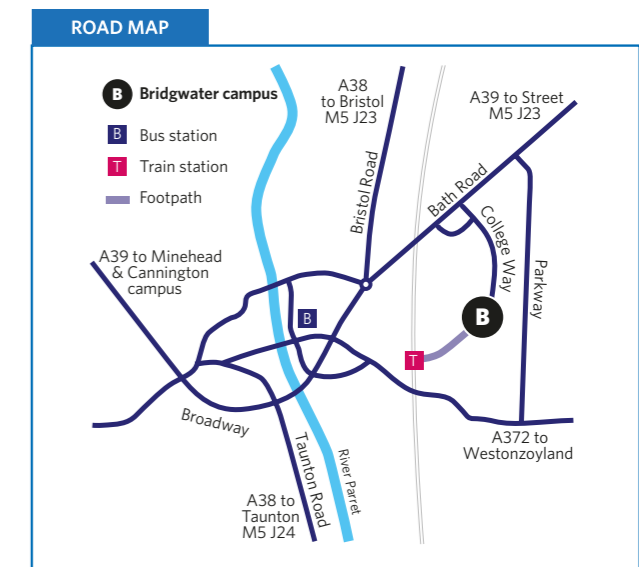 ROAD MAP
B Bridgwater campus
B Bus station
T Train station
Footpath
A38
to Bristol
M5 J23
A39 to Street
M5 J23
Bristol Road
Bath Road
College Way
Parkway
A39 to Minehead
& Cannington
campus
B
B
T
Broadway
Taunton Road
River Parret
A372 to
Westonzoyland
A38 to
Taunton
M5 J24